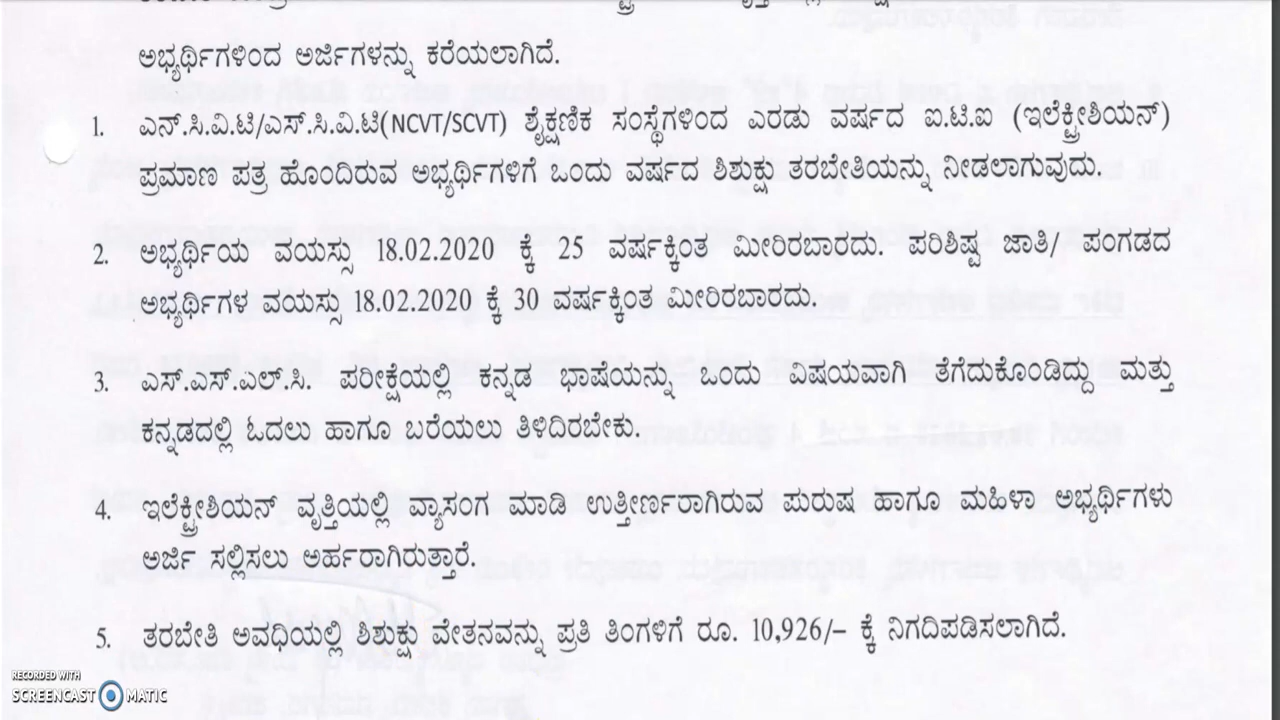 ಅಭ್ಯರ್ಥಿಗಳಿಂದ ಅರ್ಜಿಗಳನ್ನು ಕರೆಯಲಾಗಿದೆ.
1. ಎನ್.ಸಿ.ವಿ.ಟಿ/ಎಸ್.ಸಿ.ವಿ.ಟಿ(NCVT/SCVT) ಶೈಕ್ಷಣಿಕ ಸಂಸ್ಥೆಗಳಿಂದ ಎರಡು ವರ್ಷದ ಐ.ಟಿ.ಐ (ಇಲೆಕ್ಟ್ರೀಶಿಯನ್)
ಪ್ರಮಾಣ ಪತ್ರ ಹೊಂದಿರುವ ಅಭ್ಯರ್ಥಿಗಳಿಗೆ ಒಂದು ವರ್ಷದ ಶಿಶುಕ್ಷು ತರಬೇತಿಯನ್ನು ನೀಡಲಾಗುವುದು.
2. ಅಭ್ಯರ್ಥಿಯ ವಯಸ್ಸು 18.02.2020 ಕ್ಕೆ 25 ವರ್ಷಕ್ಕಿಂತ ಮೀರಿರಬಾರದು. ಪರಿಶಿಷ್ಟ ಜಾತಿ/ ಪಂಗಡದ
ಅಭ್ಯರ್ಥಿಗಳ ವಯಸ್ಸು 18.02.2020 ಕ್ಕೆ 30 ವರ್ಷಕ್ಕಿಂತ ಮೀರಿರಬಾರದು.
3. ಎಸ್.ಎಸ್.ಎಲ್.ಸಿ. ಪರೀಕ್ಷೆಯಲ್ಲಿ ಕನ್ನಡ ಭಾಷೆಯನ್ನು ಒಂದು ವಿಷಯವಾಗಿ ತೆಗೆದುಕೊಂಡಿದ್ದು ಮತ್ತು
ಕನ್ನಡದಲ್ಲಿ ಓದಲು ಹಾಗೂ ಬರೆಯಲು ತಿಳಿದಿರಬೇಕು.
4. ಇಲೆಕ್ಟ್ರೀಶಿಯನ್ ವೃತ್ತಿಯಲ್ಲಿ ವ್ಯಾಸಂಗ ಮಾಡಿ ಉತ್ತೀರ್ಣರಾಗಿರುವ ಪುರುಷ ಹಾಗೂ ಮಹಿಳಾ ಅಭ್ಯರ್ಥಿಗಳು
ಅರ್ಜಿ ಸಲ್ಲಿಸಲು ಅರ್ಹರಾಗಿರುತ್ತಾರೆ.
5. ತರಬೇತಿ ಅವಧಿಯಲ್ಲಿ ಶಿಶುಕ್ಷು ವೇತನವನ್ನು ಪ್ರತಿ ತಿಂಗಳಿಗೆ ರೂ. 10,926/– ಕ್ಕೆ ನಿಗದಿಪಡಿಸಲಾಗಿದೆ.
RECORDED WITH
SCREENCAST MATIC